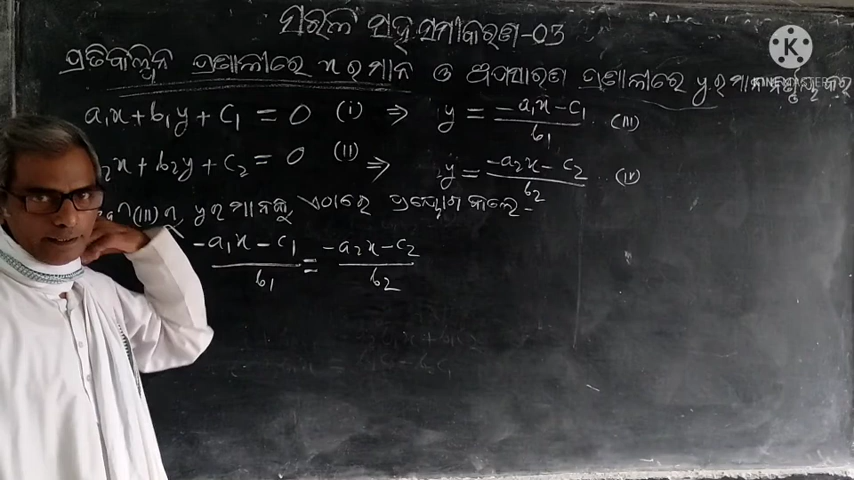 ସରଳ ସହ ସମୀକରଣ-03
ପ୍ରତିକଳ୍ପନ ପ୍ରଣାଳୀରେ x ର ମାନ ଓ ଅପସାରଣ ପ୍ରଣାଳୀରେ y ର ମାନ
a₁x + b₁y + c₁ = 0 (i) ⇒ y = (-a₁x - c₁)/b₁ .. (iii)
a₂x + b₂y + c₂ = 0 (ii) ⇒ y = (-a₂x - c₂)/b₂ .. (iv)
(iii) ରୁ y ର ମାନକୁ ଏଠାରେ ପ୍ରୟୋଗ କଲେ-
(-a₁x - c₁)/b₁ = (-a₂x - c₂)/b₂
KINEMASTER